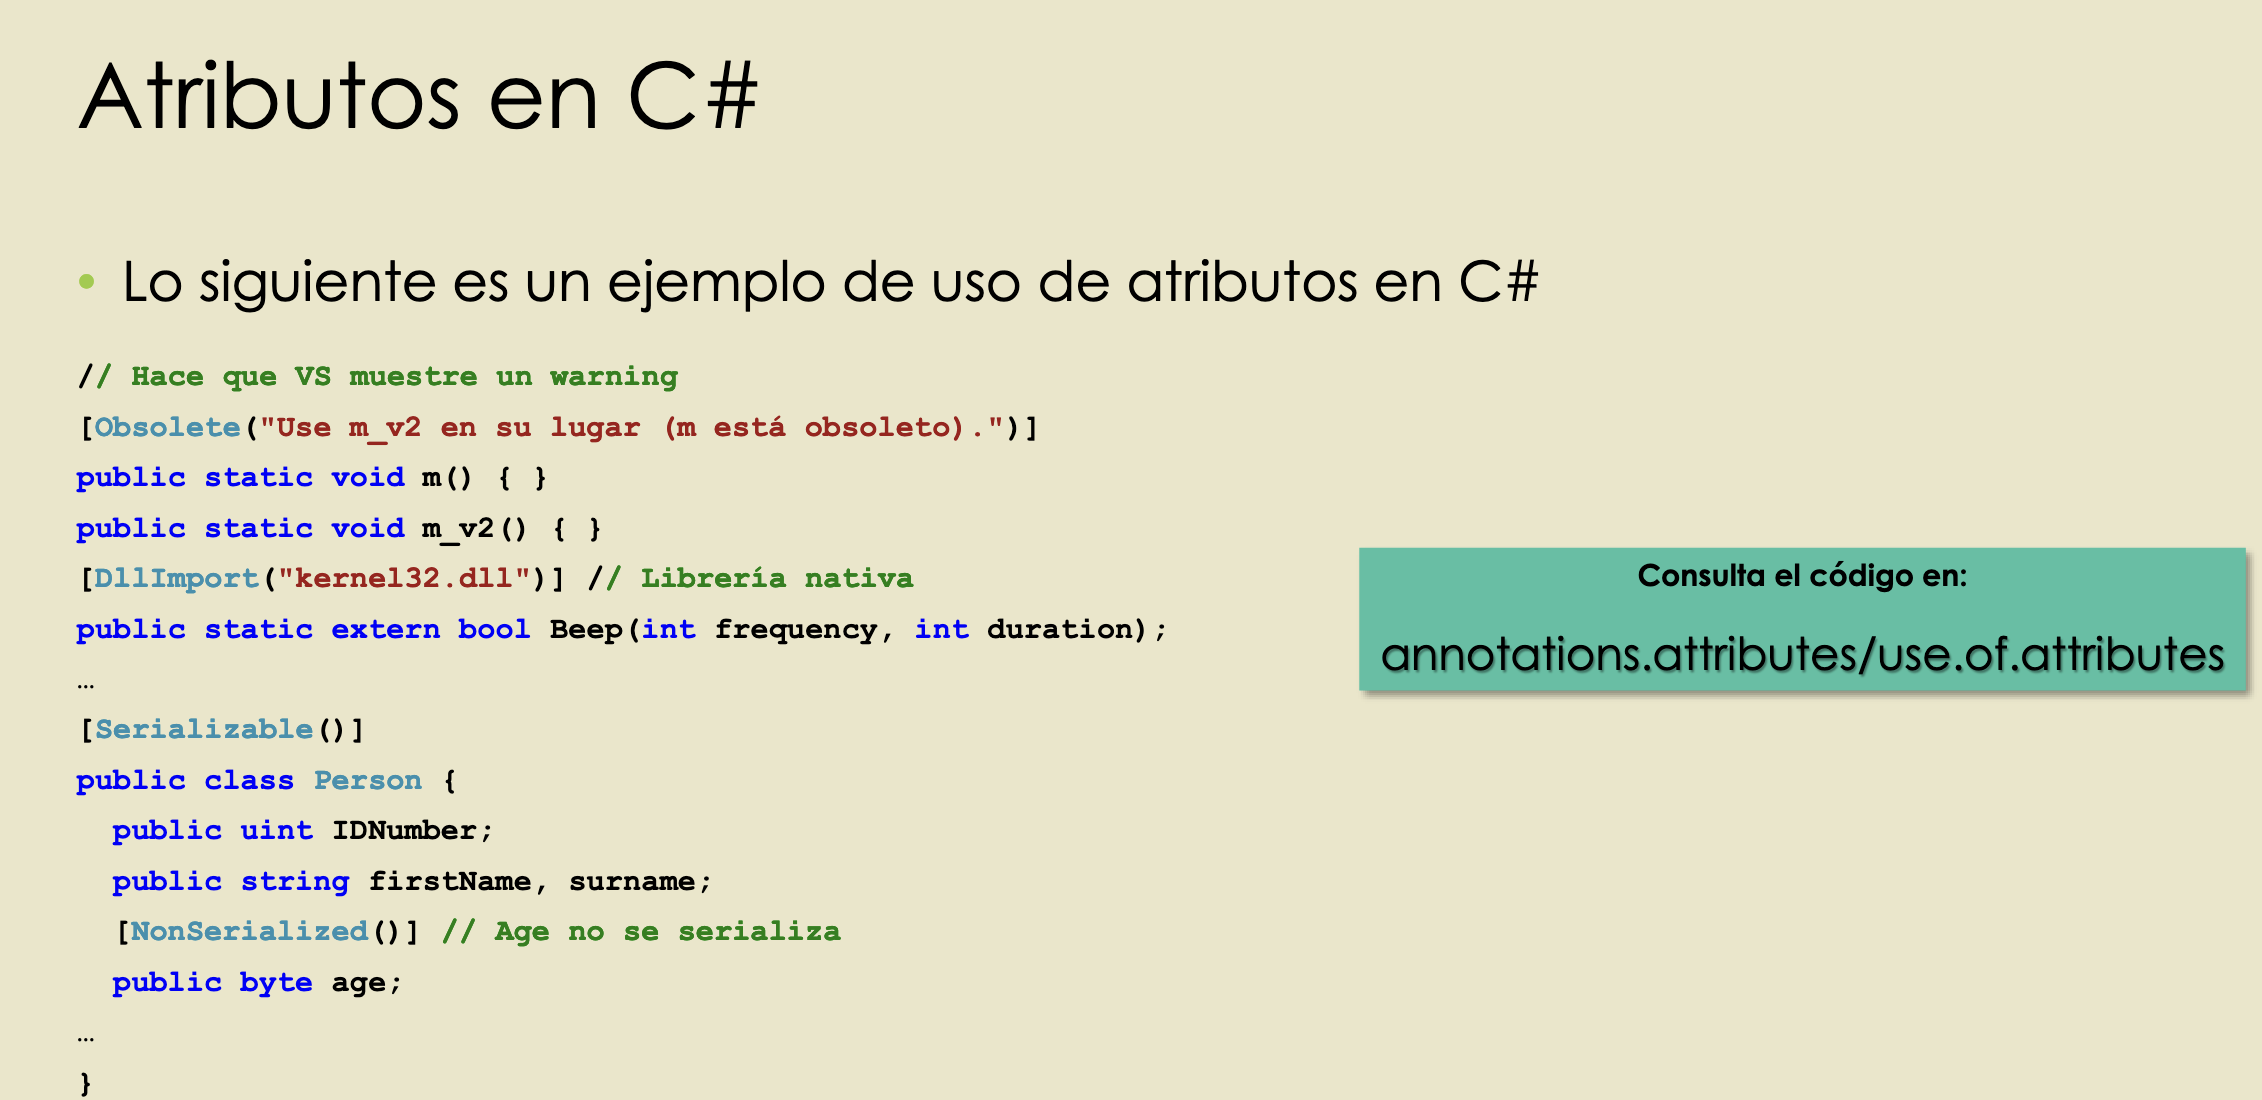 Atributos en C#
• Lo siguiente es un ejemplo de uso de atributos en C#
// Hace que VS muestre un warning
[Obsolete("Use m_v2 en su lugar (m está obsoleto).")]
public static void m() { }
public static void m_v2() { }
[DllImport("kernel32.dll")] // Librería nativa
public static extern bool Beep(int frequency, int duration);
…
[Serializable()]
public class Person {
  public uint IDNumber;
  public string firstName, surname;
  [NonSerialized()] // Age no se serializa
  public byte age;
…
}
Consulta el código en:
annotations.attributes/use.of.attributes